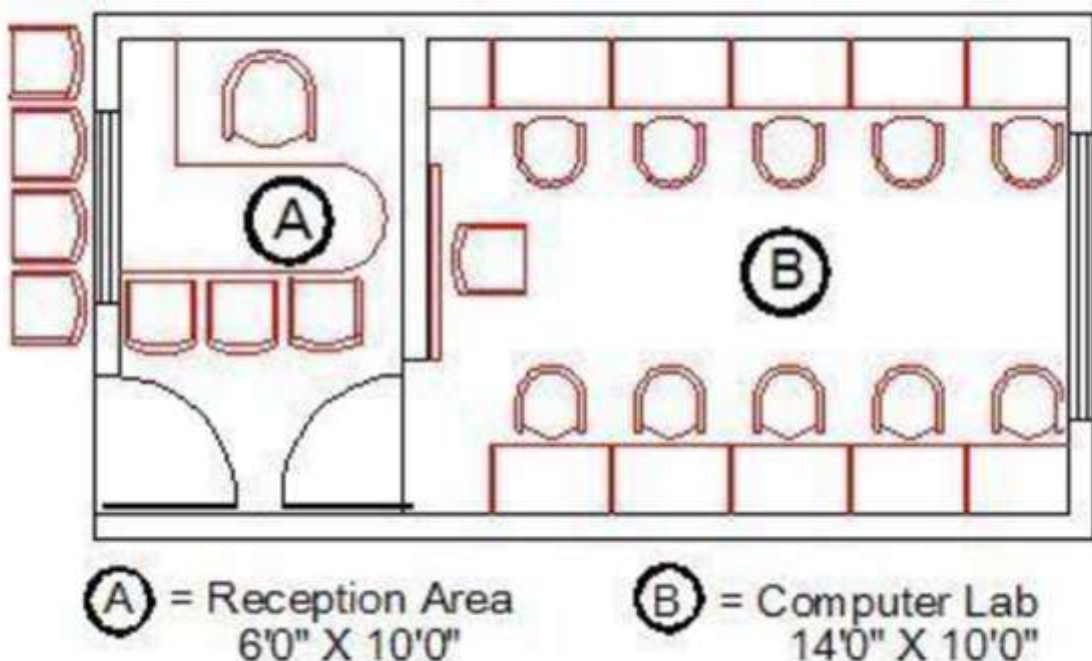 A
B
A = Reception Area
6'0" X 10'0"
B = Computer Lab
14'0" X 10'0"